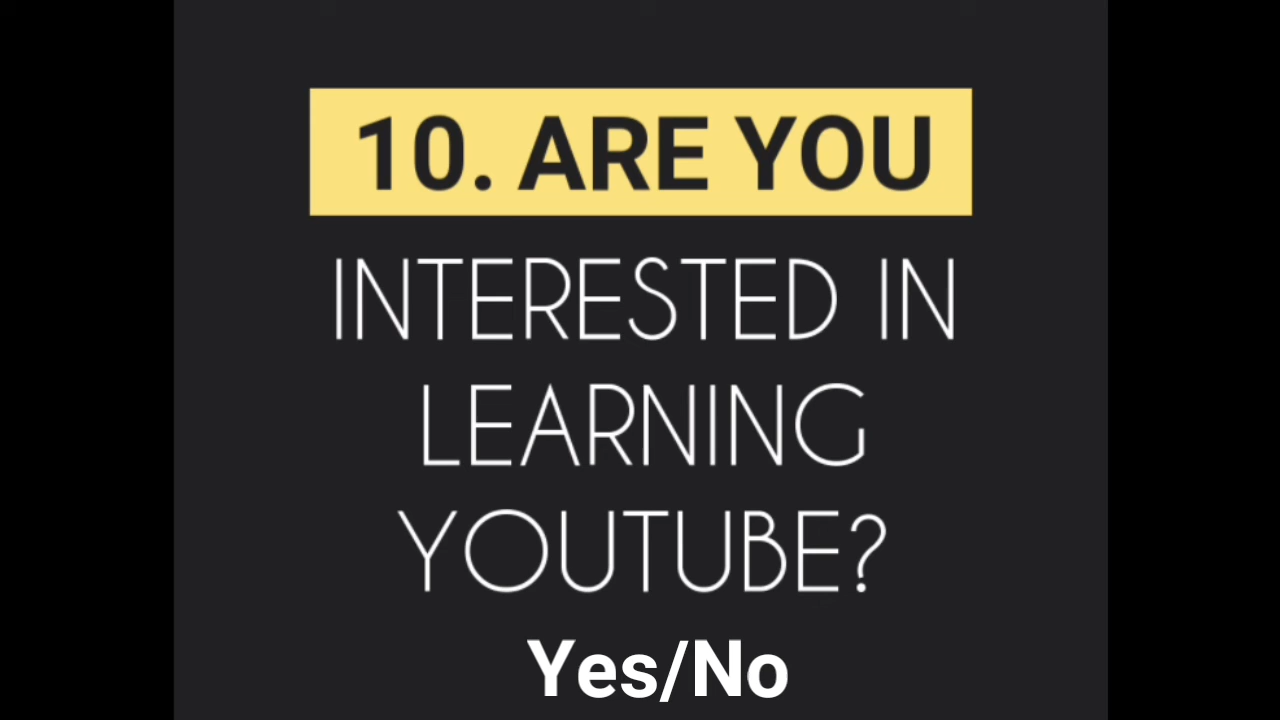 10. ARE YOU
INTERESTED IN
LEARNING
YOUTUBE?
Yes/No